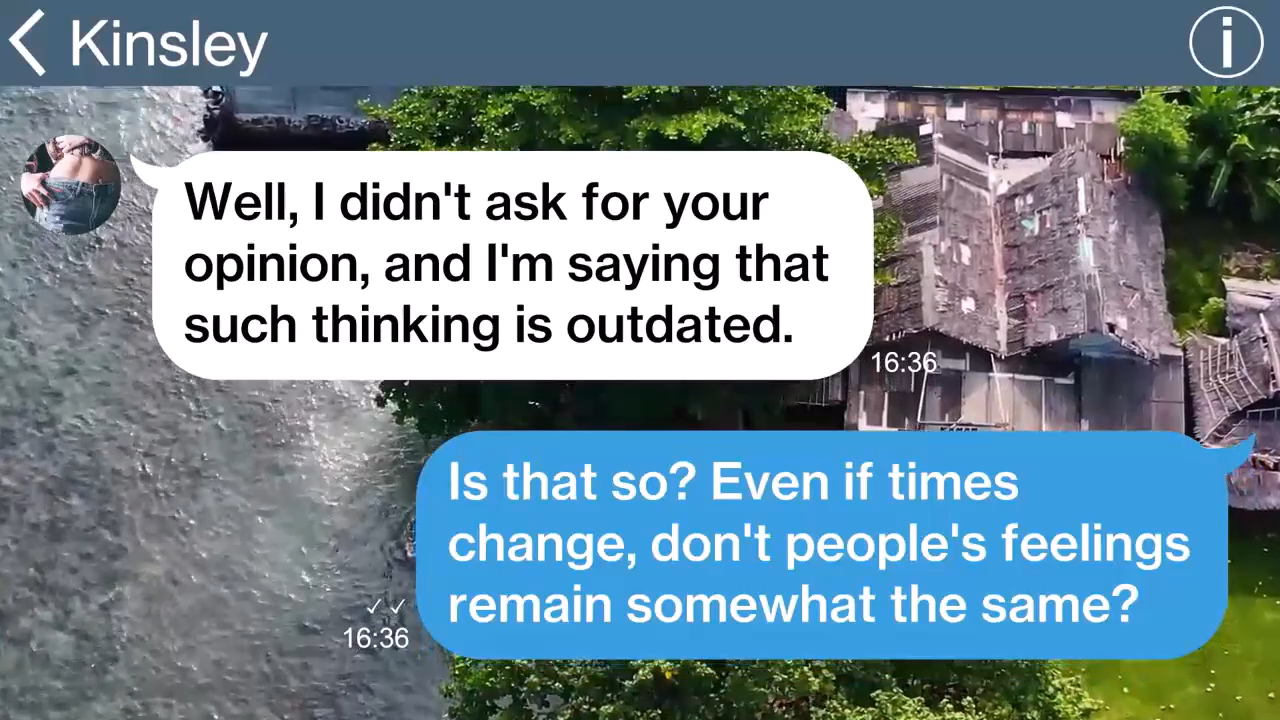 Kinsley
Well, I didn't ask for your
opinion, and I'm saying that
such thinking is outdated.
16:36
Is that so? Even if times
change, don't people's feelings
remain somewhat the same?
16:36